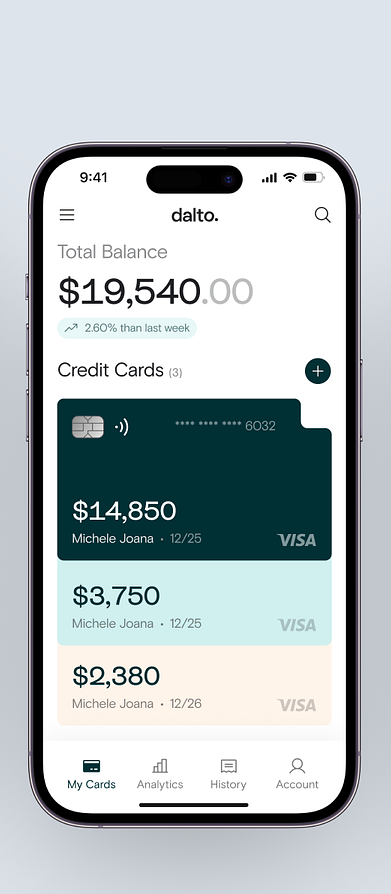 9:41
dalto.
Total Balance
$19,540.00
2.60% than last week
Credit Cards (3)
**** **** **** 6032
$14,850
Michele Joana • 12/25
VISA
$3,750
Michele Joana • 12/25
VISA
$2,380
Michele Joana • 12/26
VISA
My Cards Analytics History Account